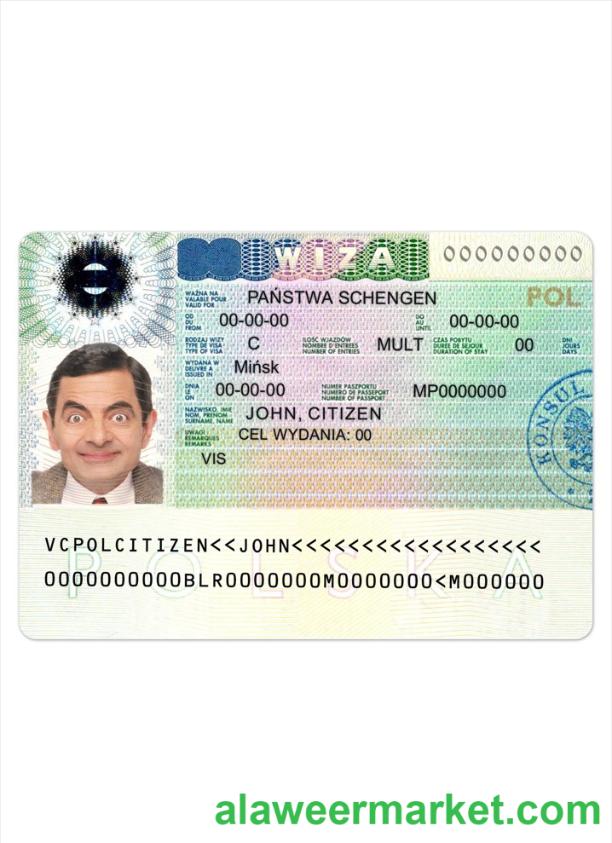 WIZA 000000000
WAŻNA NA
VALABLE POUR
VALID FOR :
PAŃSTWA SCHENGEN
POL
OD
DU
FROM
00-00-00
DO
AU
UNTIL
00-00-00
RODZAJ WIZY
TYPE DE VISA
TYPE OF VISA
C
ILOŚĆ WJAZDÓW
NOMBRE D'ENTREES
NUMBER OF ENTRIES
MULT
CZAS POBYTU
DUREE DE SEJOUR
DURATION OF STAY
00
DNI
JOURS
DAYS
WYDANA W
DELIVRE A
ISSUED IN
Mińsk
DNIA
LE
ON
00-00-00
NUMER PASZPORTU
NUMERO DE PASSEPORT
NUMBER OF PASSPORT
MP0000000
NAZWISKO, IMIĘ
NOM, PRENOM
SURNAME, NAME
JOHN, CITIZEN
UWAGI
REMARQUES
REMARKS
CEL WYDANIA: 00
VIS
KONSUL
POLSKA
VCPOLCITIZEN<<JOHN<<<<<<<<<<<<<<<<<<
0000000000BLR0000000M0000000<M000000
alaweermarket.com